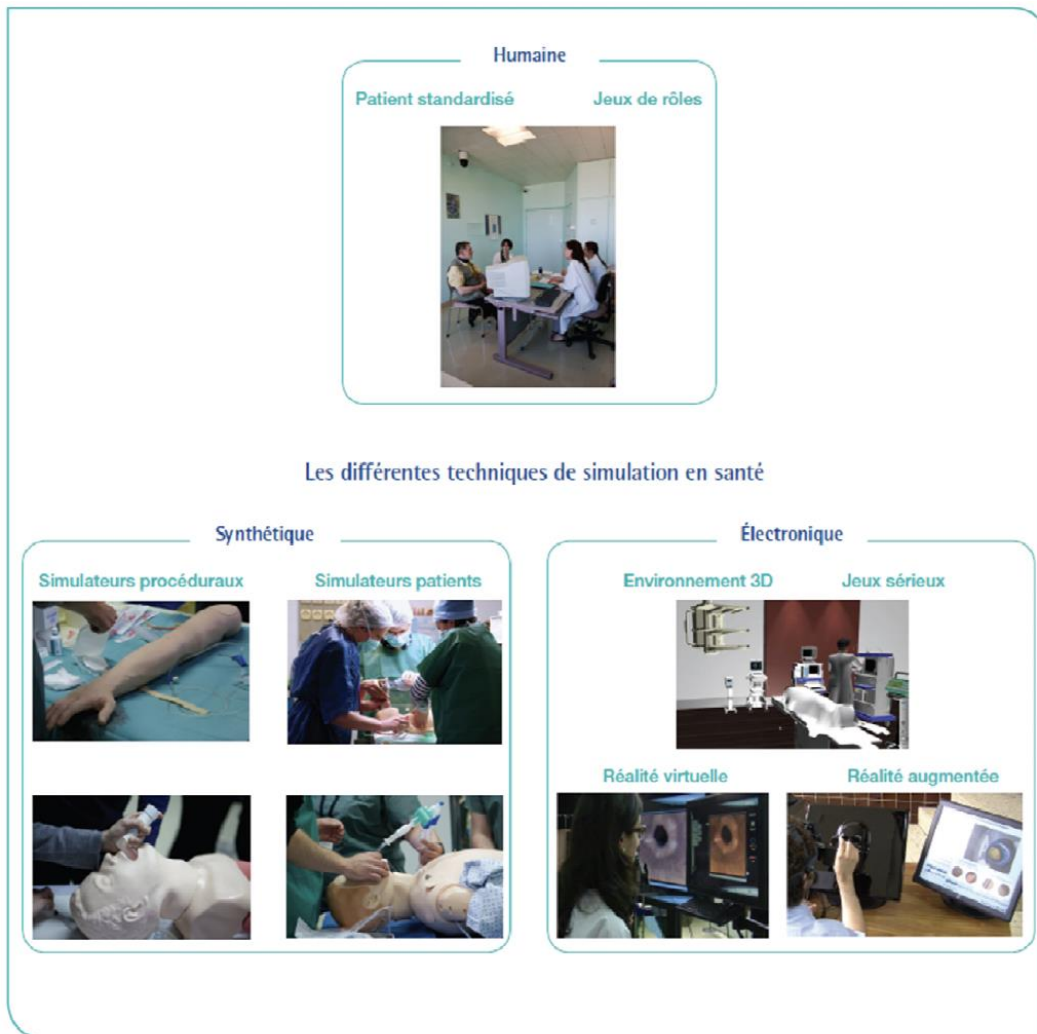 Humaine
Patient standardisé
Jeux de rôles
Les différentes techniques de simulation en santé
Synthétique
Simulateurs procéduraux
Simulateurs patients
Électronique
Environnement 3D
Jeux sérieux
Réalité virtuelle
Réalité augmentée